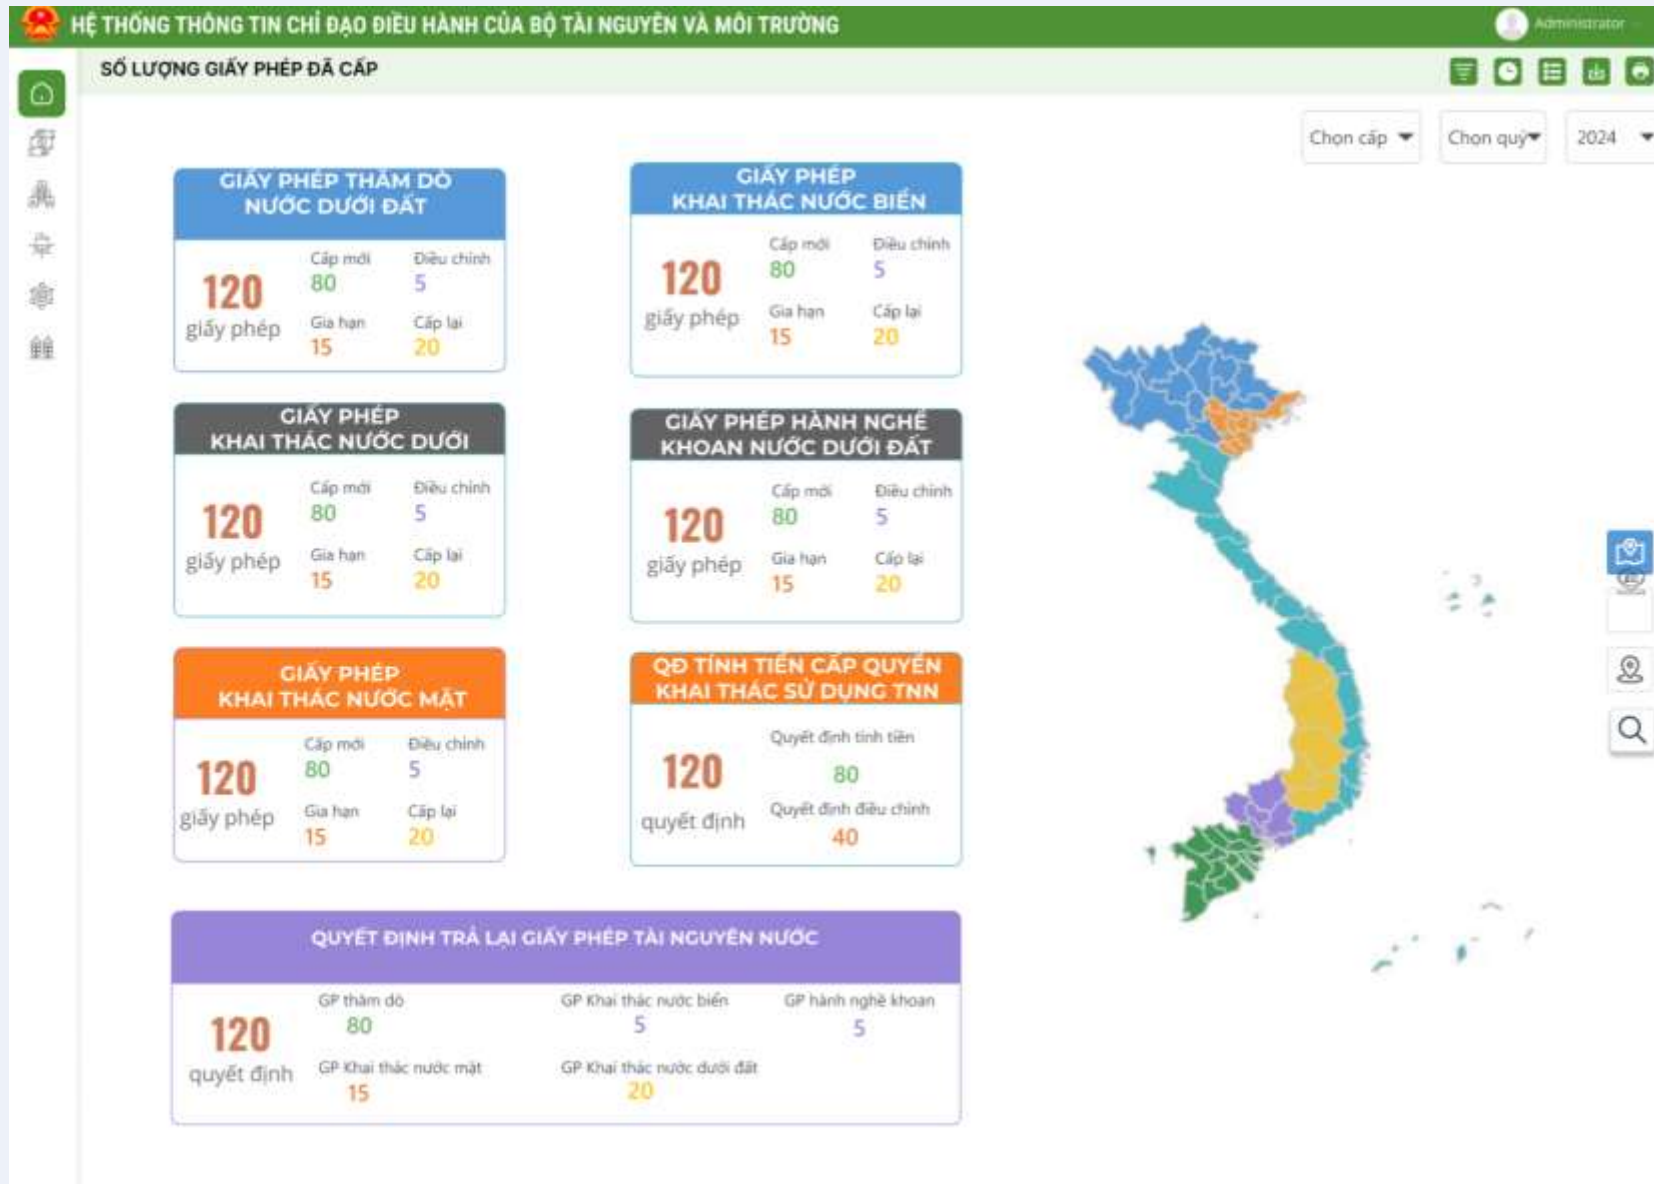 HỆ THỐNG THÔNG TIN CHỈ ĐẠO ĐIỀU HÀNH CỦA BỘ TÀI NGUYÊN VÀ MÔI TRƯỜNG
Administrator
SỐ LƯỢNG GIẤY PHÉP ĐÃ CẤP
Chọn cấp
Chọn quý
2024
GIẤY PHÉP THĂM DÒ
NƯỚC DƯỚI ĐẤT
120
giấy phép
Cấp mới
80
Điều chỉnh
5
Gia hạn
15
Cấp lại
20
GIẤY PHÉP
KHAI THÁC NƯỚC BIỂN
120
giấy phép
Cấp mới
80
Điều chỉnh
5
Gia hạn
15
Cấp lại
20
GIẤY PHÉP
KHAI THÁC NƯỚC DƯỚI
120
giấy phép
Cấp mới
80
Điều chỉnh
5
Gia hạn
15
Cấp lại
20
GIẤY PHÉP HÀNH NGHỀ
KHOAN NƯỚC DƯỚI ĐẤT
120
giấy phép
Cấp mới
80
Điều chỉnh
5
Gia hạn
15
Cấp lại
20
GIẤY PHÉP
KHAI THÁC NƯỚC MẶT
120
giấy phép
Cấp mới
80
Điều chỉnh
5
Gia hạn
15
Cấp lại
20
QĐ TÍNH TIỀN CẤP QUYỀN
KHAI THÁC SỬ DỤNG TNN
120
quyết định
Quyết định tính tiền
80
Quyết định điều chỉnh
40
QUYẾT ĐỊNH TRẢ LẠI GIẤY PHÉP TÀI NGUYÊN NƯỚC
120
quyết định
GP thăm dò
80
GP Khai thác nước biển
5
GP hành nghề khoan
5
GP Khai thác nước mặt
15
GP Khai thác nước dưới đất
20